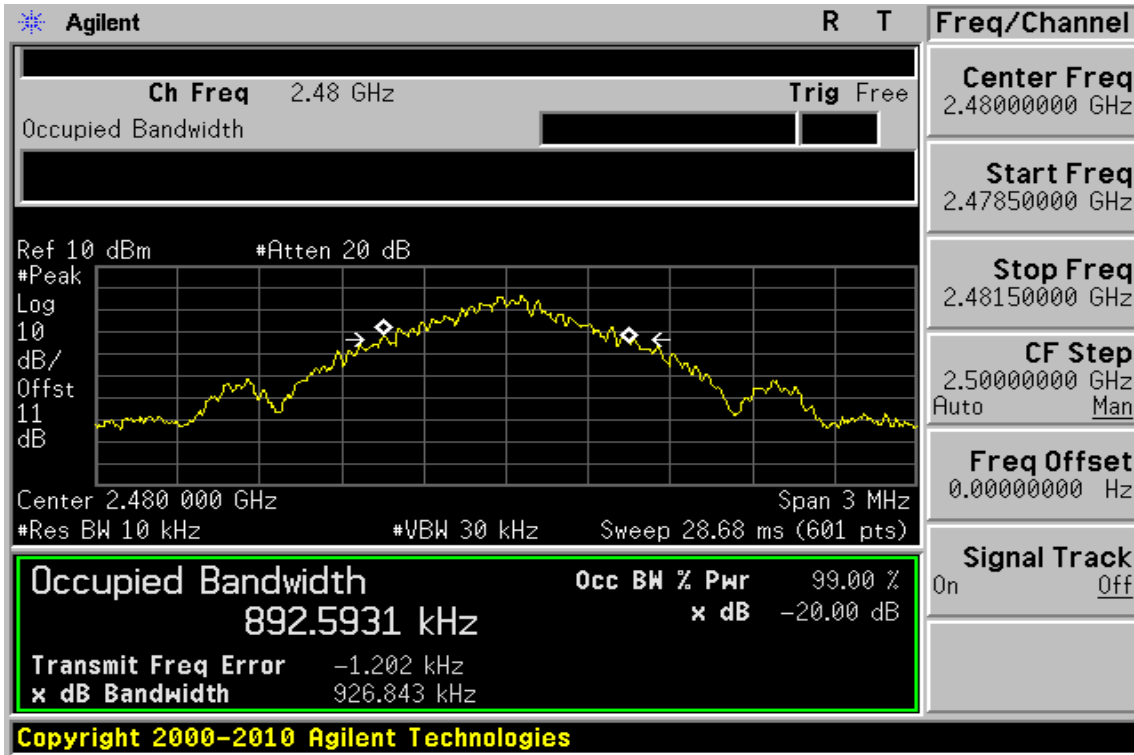 Agilent R T
Ch Freq 2.48 GHz Trig Free
Occupied Bandwidth
Ref 10 dBm #Atten 20 dB
#Peak
Log
10
dB/
Offst
11
dB
Center 2.480 000 GHz Span 3 MHz
#Res BW 10 kHz #VBW 30 kHz Sweep 28.68 ms (601 pts)
Occupied Bandwidth
892.5931 kHz
Occ BW % Pwr 99.00 %
x dB -20.00 dB
Transmit Freq Error -1.202 kHz
x dB Bandwidth 926.843 kHz
Copyright 2000-2010 Agilent Technologies
Freq/Channel
Center Freq
2.48000000 GHz
Start Freq
2.47850000 GHz
Stop Freq
2.48150000 GHz
CF Step
2.50000000 GHz
Auto Man
Freq Offset
0.00000000 Hz
Signal Track
On Off